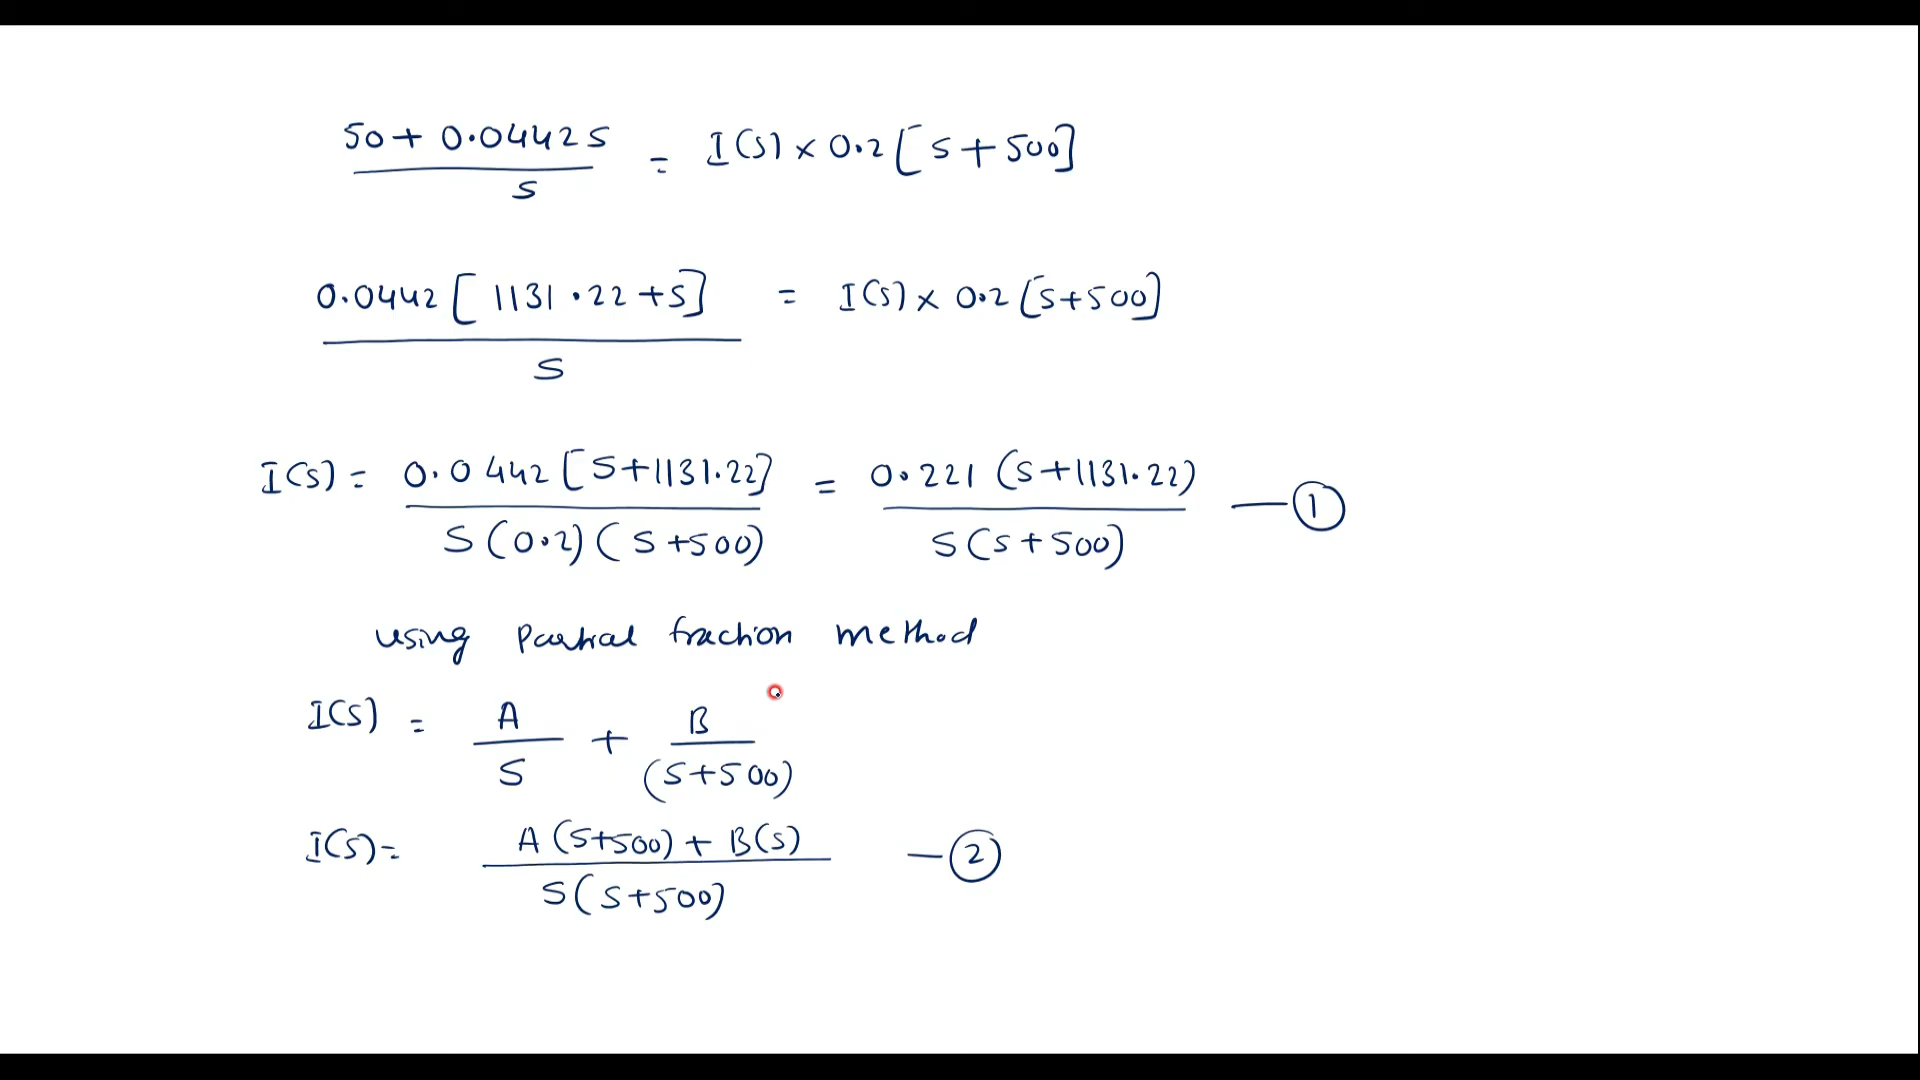 50 + 0.0442s / s = I(s) × 0.2 [s + 500]
0.0442 [1131.22 + s] / s = I(s) × 0.2 [s+500]
I(s) = 0.0442 [s+1131.22] / s(0.2)(s+500) = 0.221 (s+1131.22) / s(s+500) — ①
using Partial fraction method
I(s) = A / s + B / (s+500)
I(s) = A(s+500) + B(s) / s(s+500) — ②